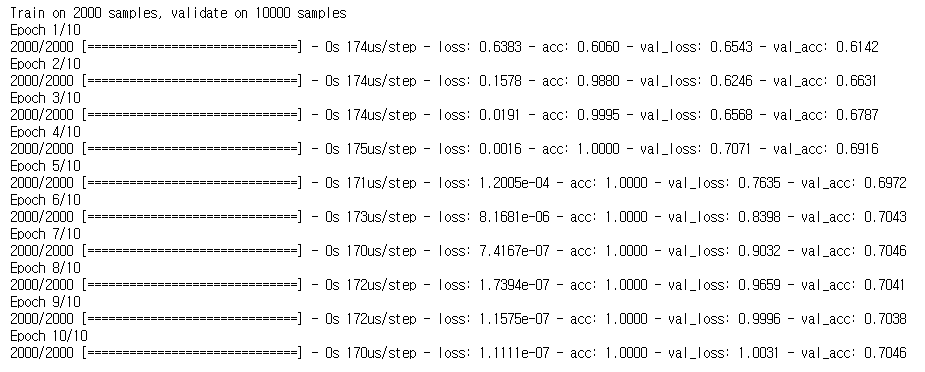 Train on 2000 samples, validate on 10000 samples
Epoch 1/10
2000/2000 [==============================] - 0s 174us/step - loss: 0.6383 - acc: 0.6060 - val_loss: 0.6543 - val_acc: 0.6142
Epoch 2/10
2000/2000 [==============================] - 0s 174us/step - loss: 0.1578 - acc: 0.9880 - val_loss: 0.6246 - val_acc: 0.6631
Epoch 3/10
2000/2000 [==============================] - 0s 174us/step - loss: 0.0191 - acc: 0.9995 - val_loss: 0.6568 - val_acc: 0.6787
Epoch 4/10
2000/2000 [==============================] - 0s 175us/step - loss: 0.0016 - acc: 1.0000 - val_loss: 0.7071 - val_acc: 0.6916
Epoch 5/10
2000/2000 [==============================] - 0s 171us/step - loss: 1.2005e-04 - acc: 1.0000 - val_loss: 0.7635 - val_acc: 0.6972
Epoch 6/10
2000/2000 [==============================] - 0s 173us/step - loss: 8.1681e-06 - acc: 1.0000 - val_loss: 0.8398 - val_acc: 0.7043
Epoch 7/10
2000/2000 [==============================] - 0s 170us/step - loss: 7.4167e-07 - acc: 1.0000 - val_loss: 0.9032 - val_acc: 0.7046
Epoch 8/10
2000/2000 [==============================] - 0s 172us/step - loss: 1.7394e-07 - acc: 1.0000 - val_loss: 0.9659 - val_acc: 0.7041
Epoch 9/10
2000/2000 [==============================] - 0s 172us/step - loss: 1.1575e-07 - acc: 1.0000 - val_loss: 0.9996 - val_acc: 0.7038
Epoch 10/10
2000/2000 [==============================] - 0s 170us/step - loss: 1.1111e-07 - acc: 1.0000 - val_loss: 1.0031 - val_acc: 0.7046